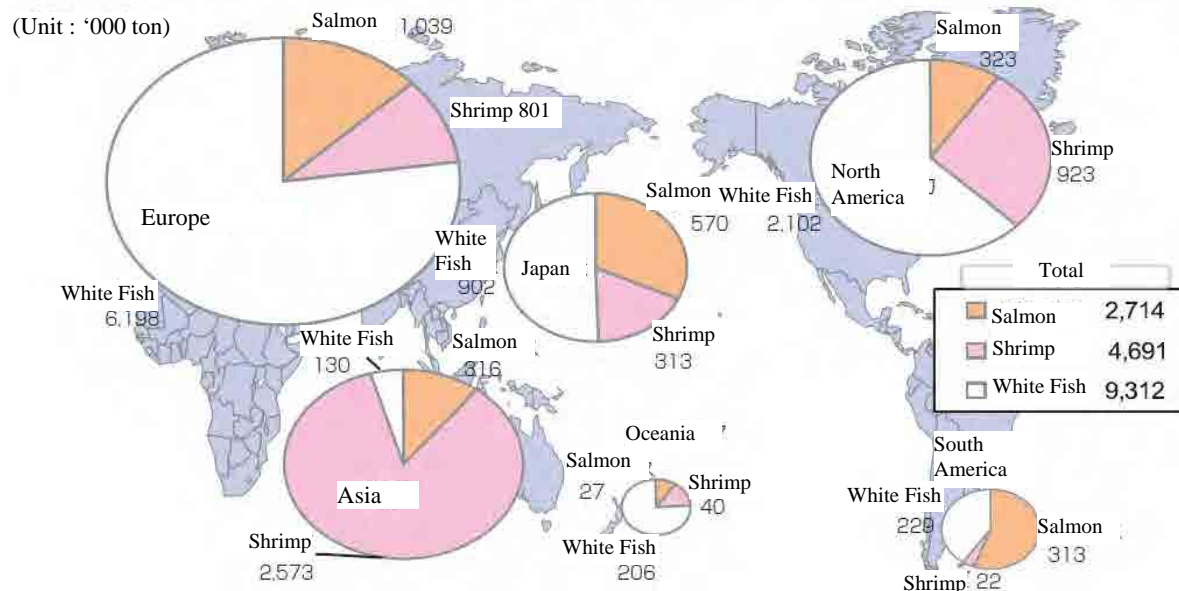 (Unit : ‘000 ton)
Salmon
1,039
Shrimp 801
Europe
White Fish
6,198
Salmon
323
Shrimp
923
North
America
White Fish
2,102
Salmon
570
Japan
White
Fish
902
Shrimp
313
Total
Salmon 2,714
Shrimp 4,691
White Fish 9,312
White Fish
130
Salmon
316
Asia
Shrimp
2,573
Oceania
Salmon
27
Shrimp
40
White Fish
206
South
America
White Fish
229
Salmon
313
Shrimp 22